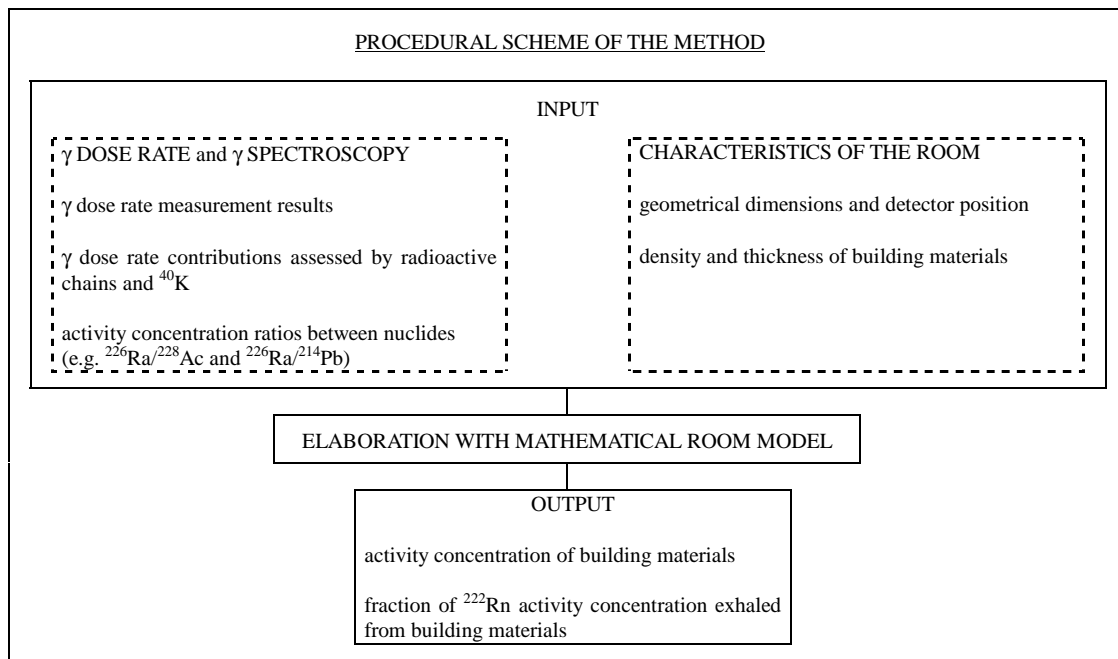 PROCEDURAL SCHEME OF THE METHOD
INPUT
γ DOSE RATE and γ SPECTROSCOPY
γ dose rate measurement results
γ dose rate contributions assessed by radioactive
chains and ⁴⁰K
activity concentration ratios between nuclides
(e.g. ²²⁶Ra/²²⁸Ac and ²²⁶Ra/²¹⁴Pb)
CHARACTERISTICS OF THE ROOM
geometrical dimensions and detector position
density and thickness of building materials
ELABORATION WITH MATHEMATICAL ROOM MODEL
OUTPUT
activity concentration of building materials
fraction of ²²²Rn activity concentration exhaled
from building materials